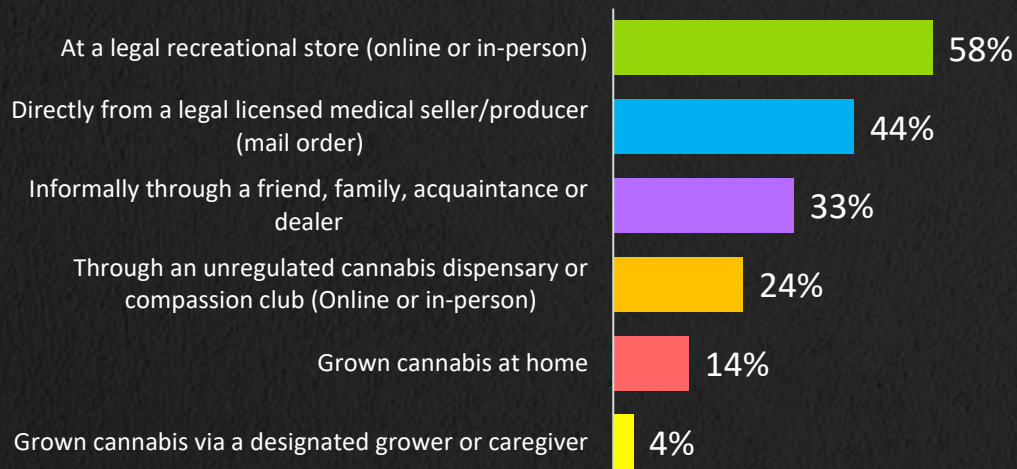 At a legal recreational store (online or in-person)
58%
Directly from a legal licensed medical seller/producer
(mail order)
44%
Informally through a friend, family, acquaintance or
dealer
33%
Through an unregulated cannabis dispensary or
compassion club (Online or in-person)
24%
Grown cannabis at home
14%
Grown cannabis via a designated grower or caregiver
4%